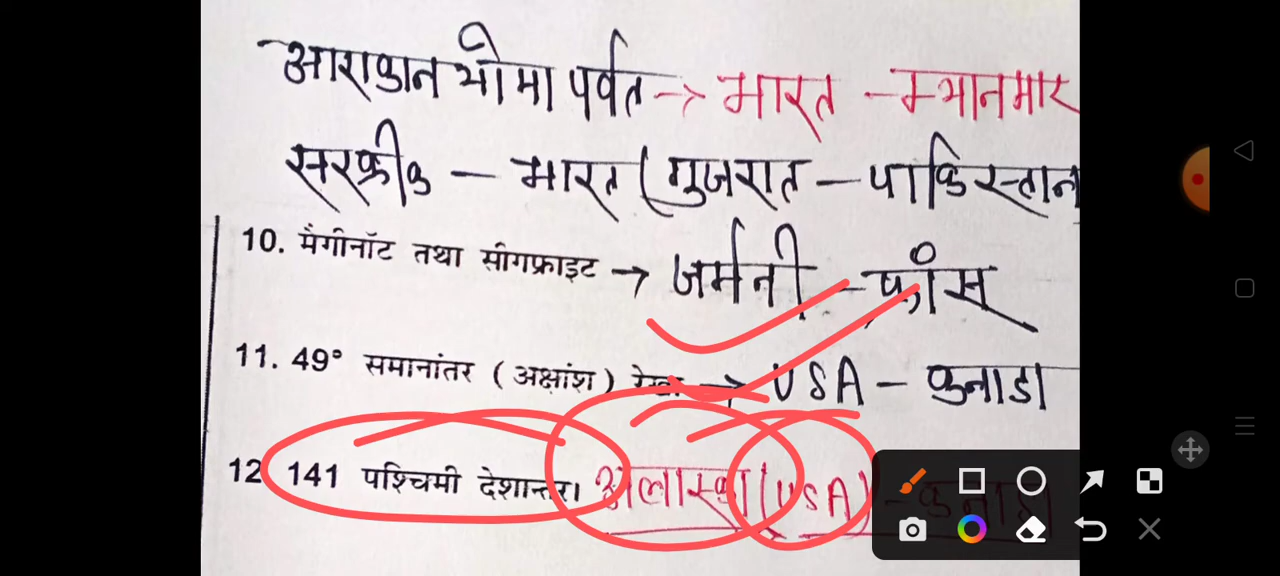 आराकान योमा पर्वत → भारत - म्यानमार
सरक्रीक - भारत (गुजरात - पाकिस्तान
10. मैगीनॉट तथा सीगफ्राइट → जर्मनी - फ्रांस
11. 49° समानांतर (अक्षांश) रेखा → USA - कनाडा
12 141 पश्चिमी देशान्तर। अलास्का (USA) - कनाडा